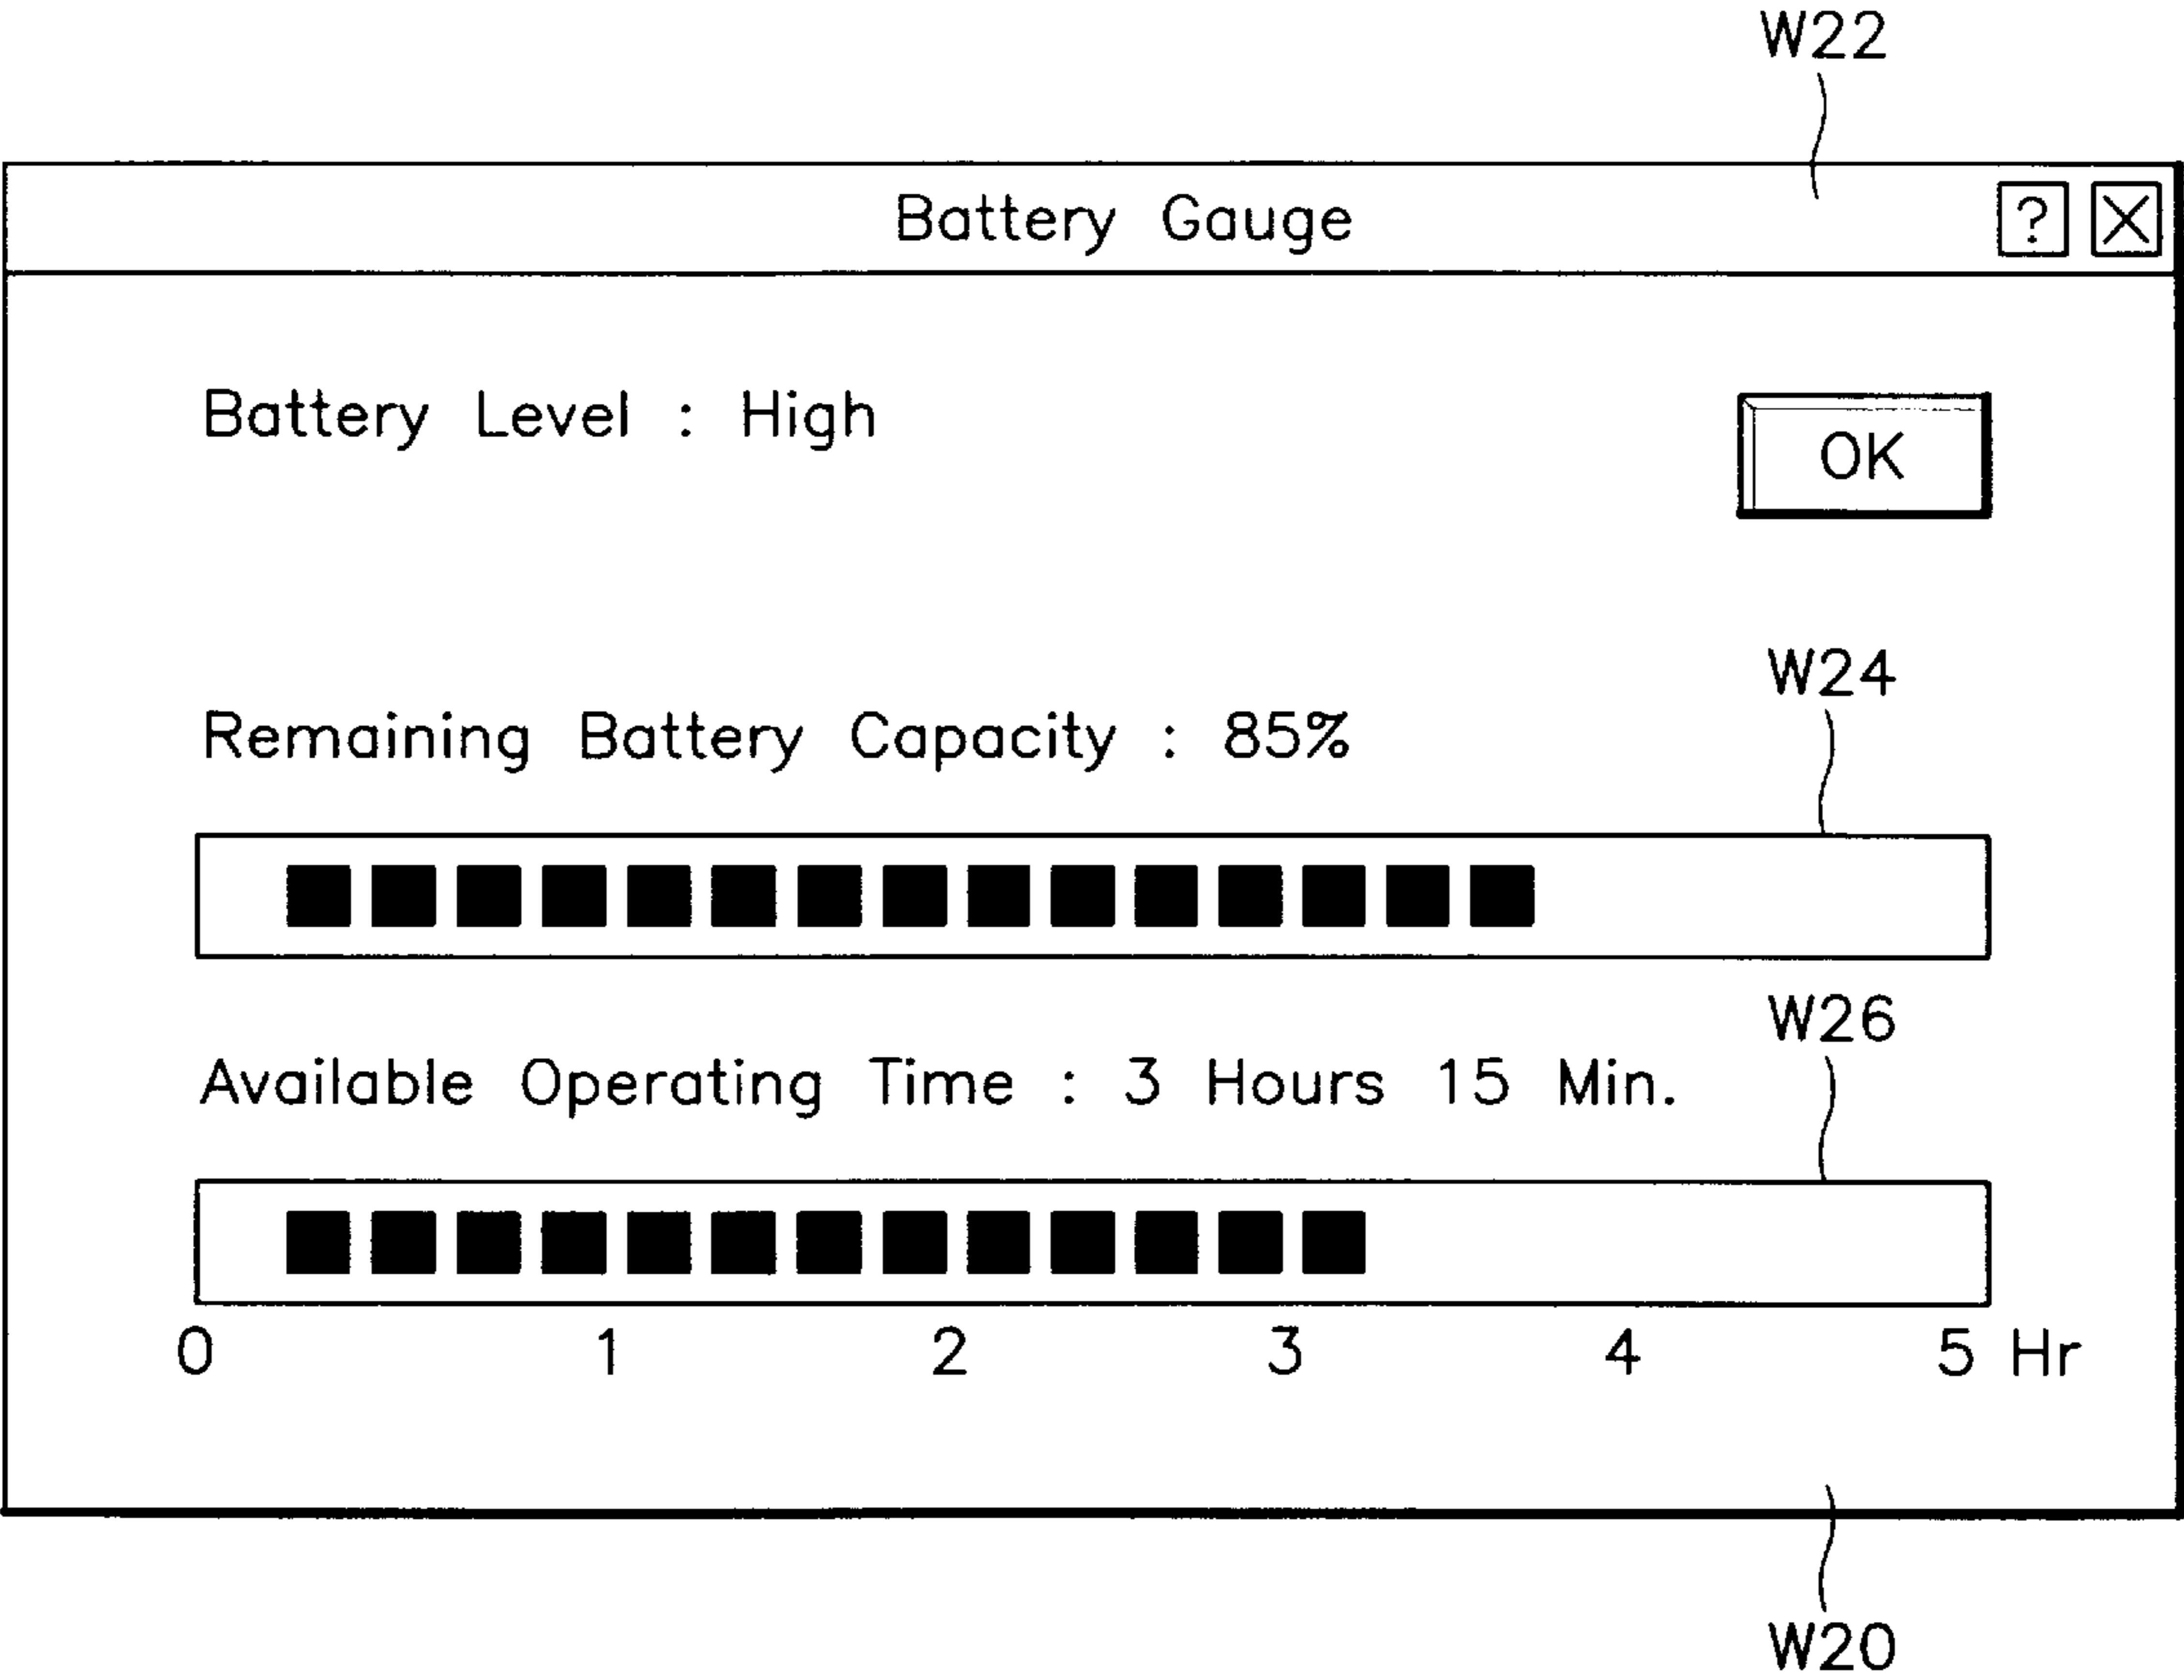 W22
Battery Gauge ? X
Battery Level : High
OK
W24
Remaining Battery Capacity : 85%
W26
Available Operating Time : 3 Hours 15 Min.
0 1 2 3 4 5 Hr
W20